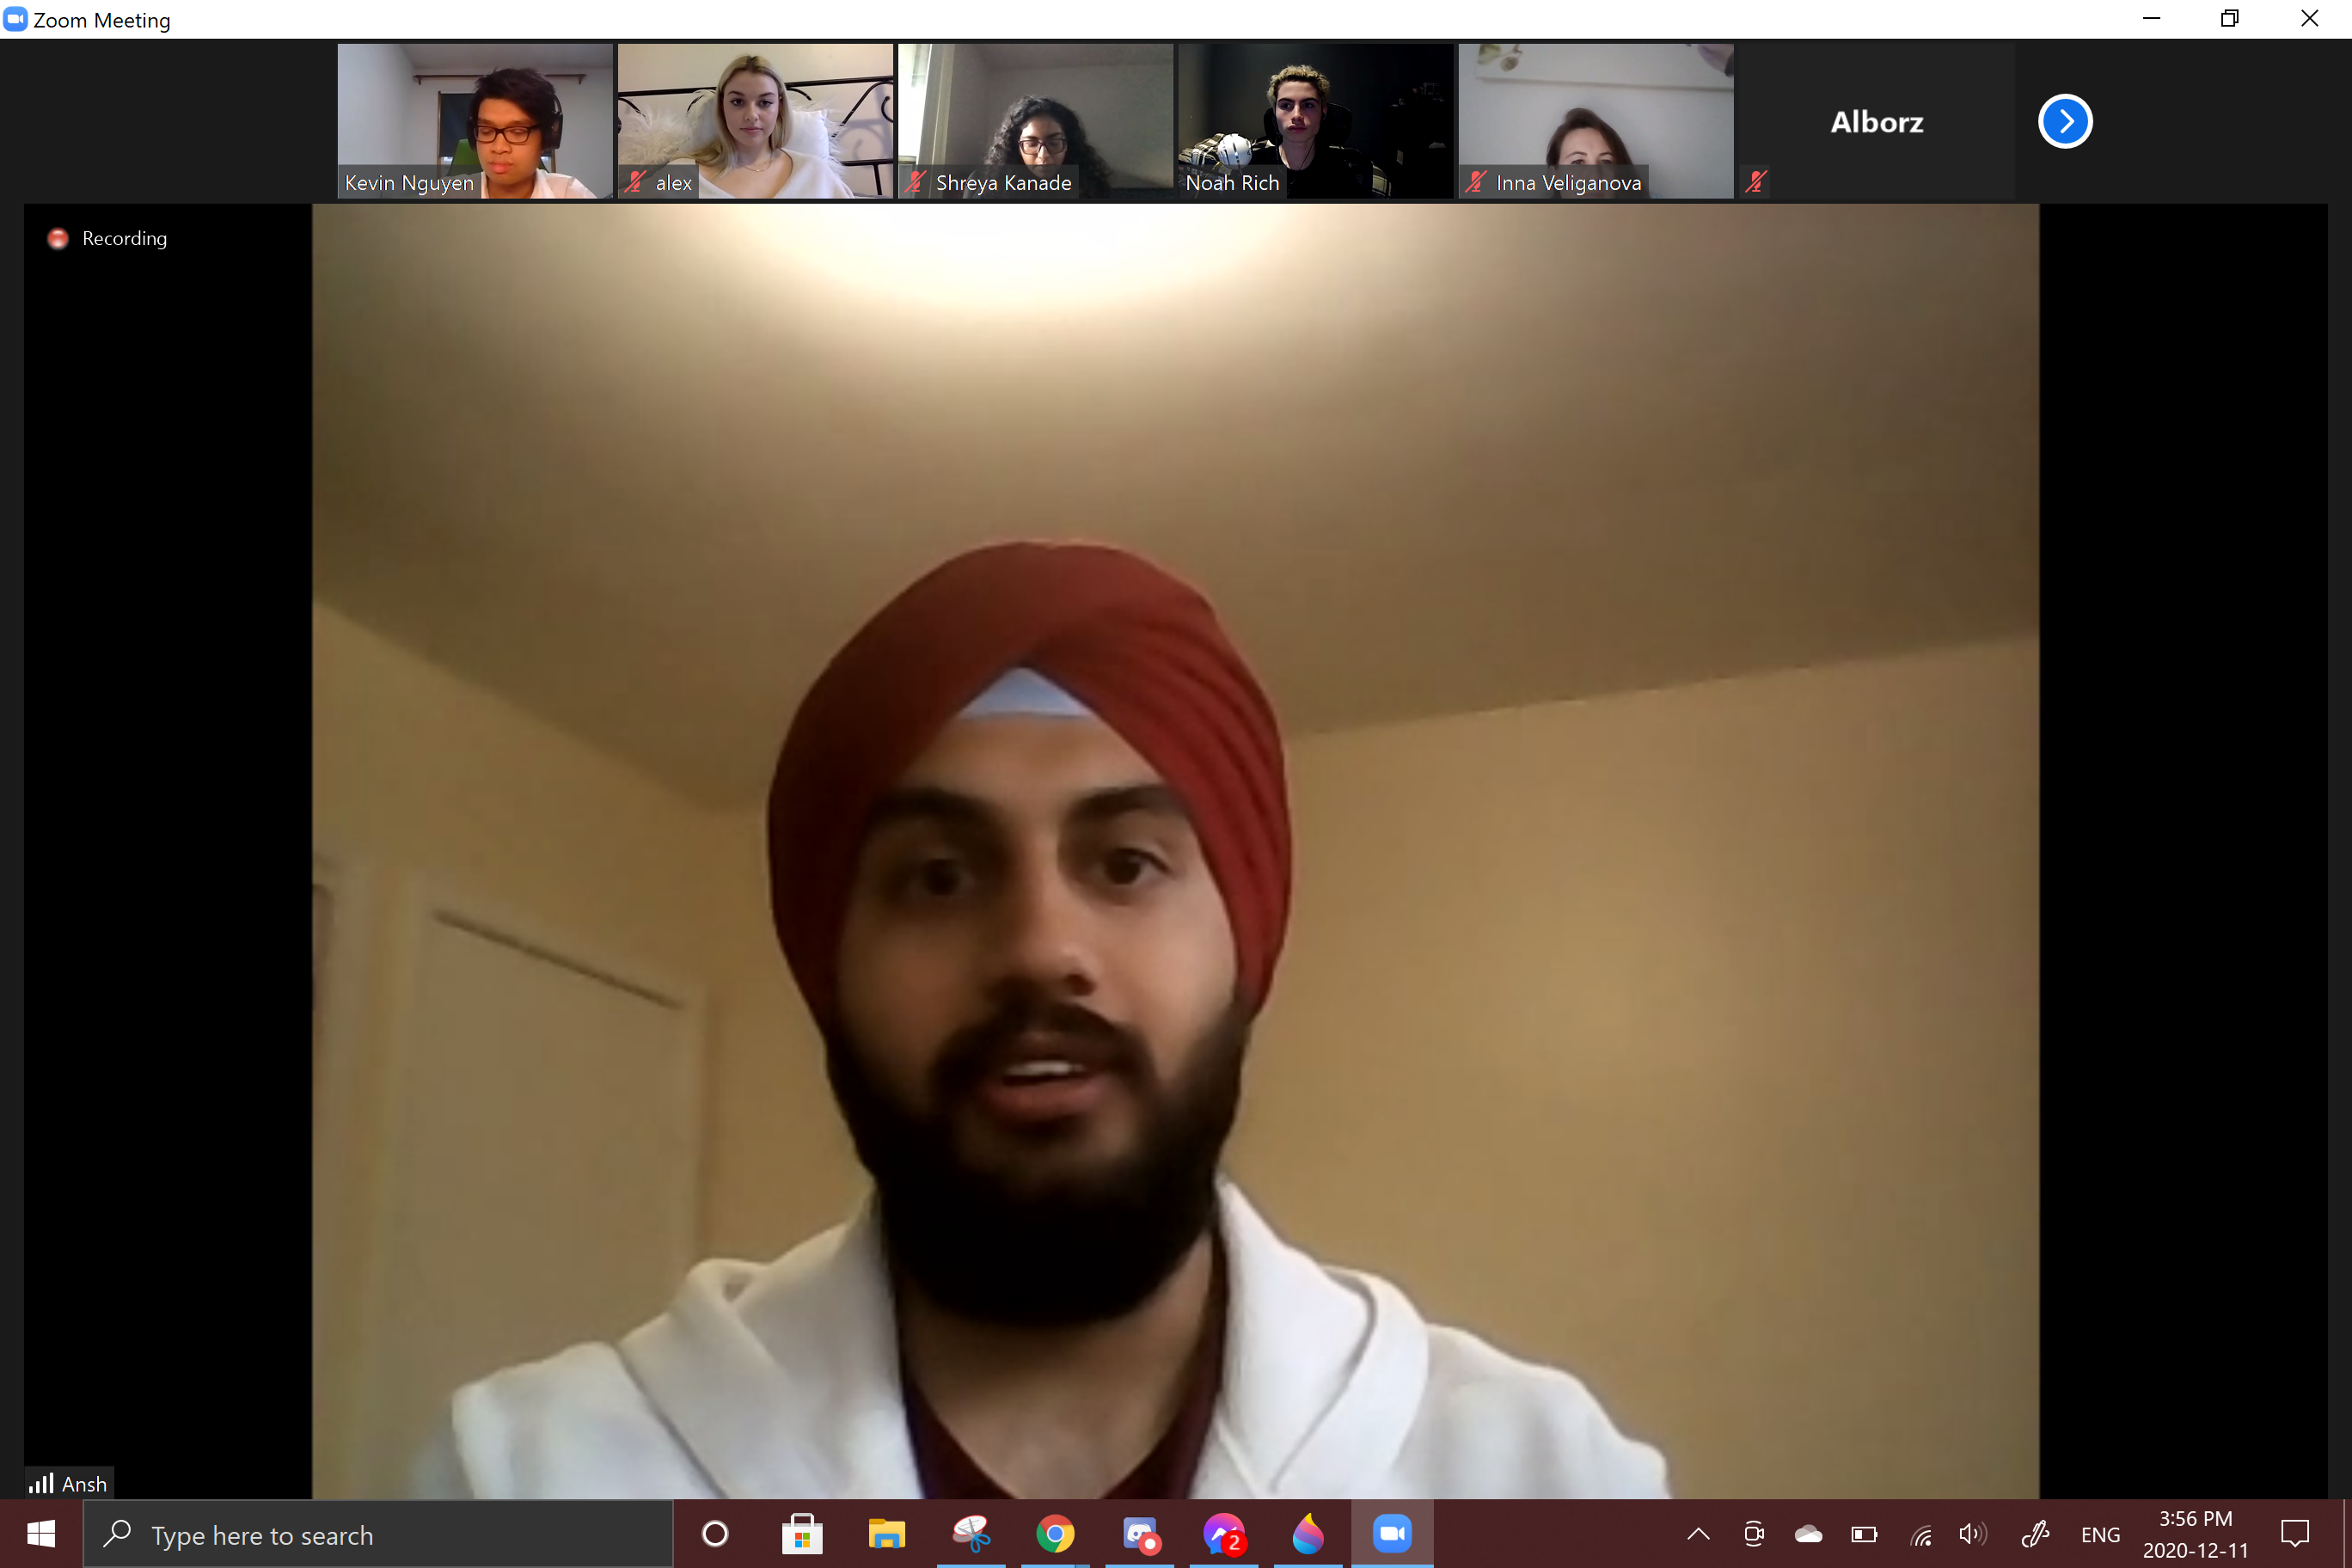 Zoom Meeting
Kevin Nguyen
alex
Shreya Kanade
Noah Rich
Inna Veliganova
Alborz
Recording
Ansh
Type here to search
2
ENG
3:56 PM
2020-12-11